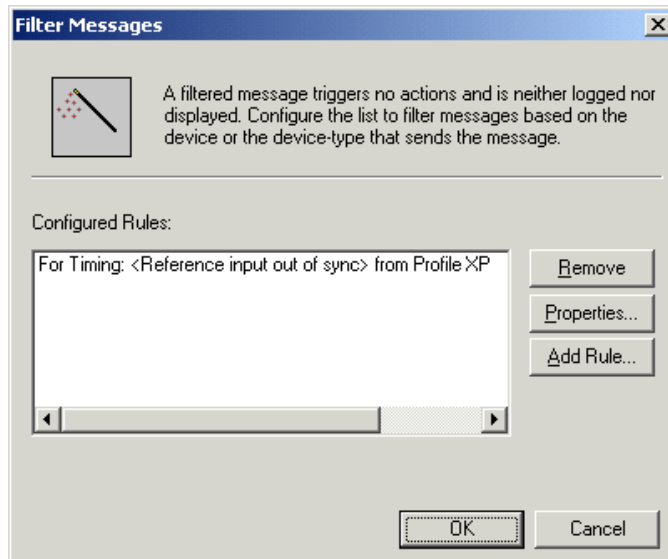 Filter Messages
A filtered message triggers no actions and is neither logged nor
displayed. Configure the list to filter messages based on the
device or the device-type that sends the message.
Configured Rules:
For Timing: <Reference input out of sync> from Profile XP
Remove
Properties...
Add Rule...
OK
Cancel